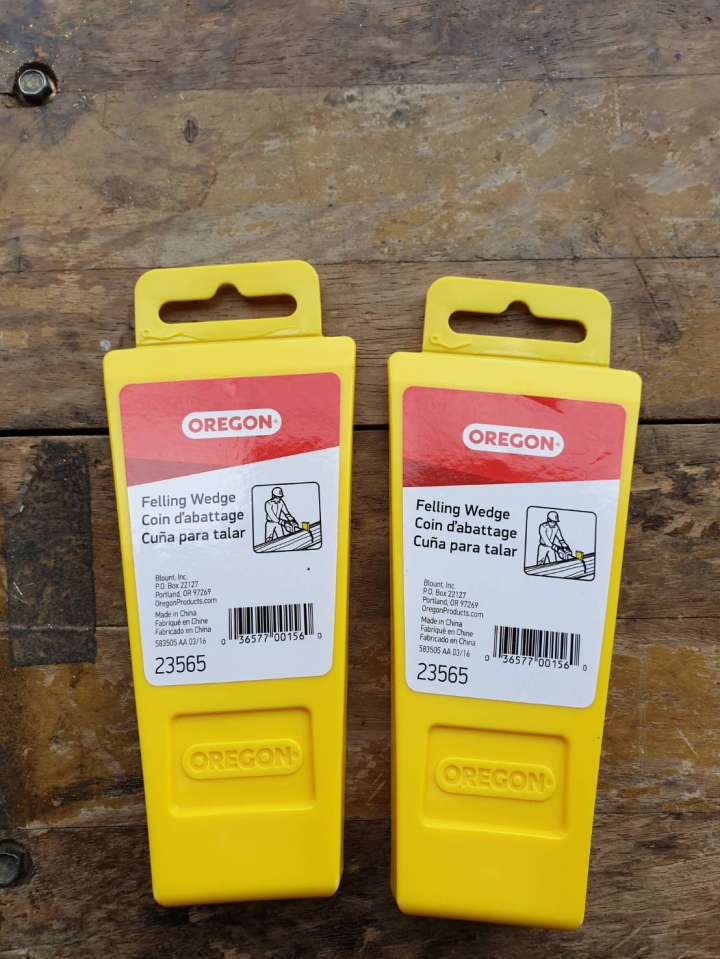 OREGON®
Felling Wedge
Coin d'abattage
Cuña para talar
Blount, Inc.
P.O. Box 22127
Portland, OR 97269
OregonProducts.com
Made in China
Fabriqué en Chine
Fabricado en China
583505 AA 03/16
0 36577 00156 0
23565
OREGON®
OREGON®
Felling Wedge
Coin d'abattage
Cuña para talar
Blount, Inc.
P.O. Box 22127
Portland, OR 97269
OregonProducts.com
Made in China
Fabriqué en Chine
Fabricado en China
583505 AA 03/16
0 36577 00156 0
23565
OREGON®